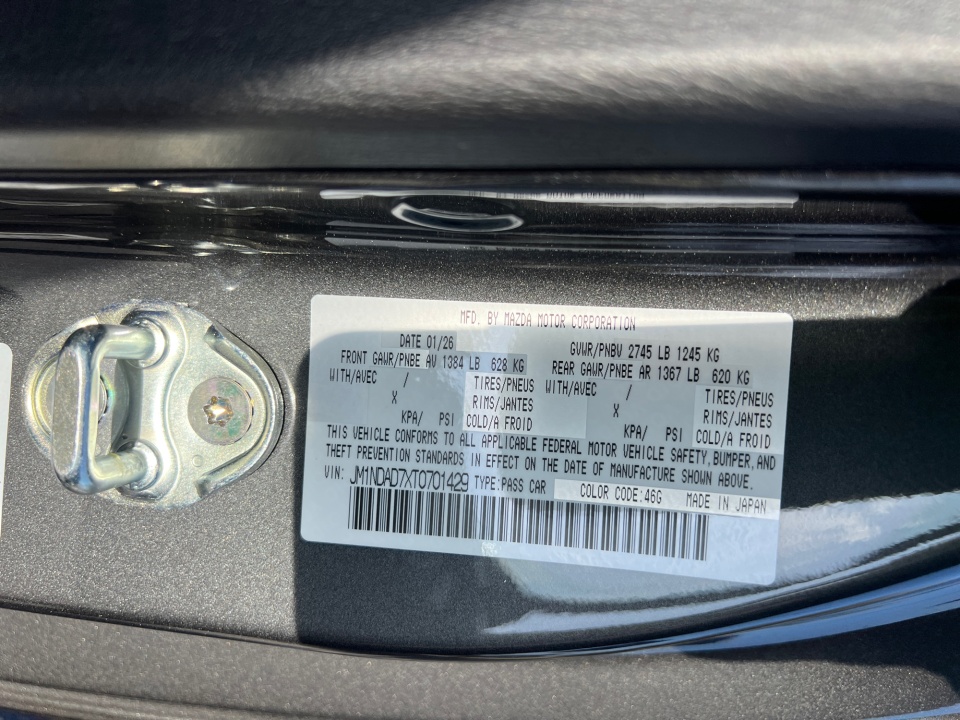 MFD. BY MAZDA MOTOR CORPORATION
DATE 01/26 GVWR/PNBV 2745 LB 1245 KG
FRONT GAWR/PNBE AV 1384 LB 628 KG REAR GAWR/PNBE AR 1367 LB 620 KG
WITH/AVEC / TIRES/PNEUS WITH/AVEC / TIRES/PNEUS
X RIMS/JANTES X RIMS/JANTES
KPA/ PSI COLD/A FROID KPA/ PSI COLD/A FROID
THIS VEHICLE CONFORMS TO ALL APPLICABLE FEDERAL MOTOR VEHICLE SAFETY, BUMPER, AND
THEFT PREVENTION STANDARDS IN EFFECT ON THE DATE OF MANUFACTURE SHOWN ABOVE.
VIN: JM1NDAD7XT0701429 TYPE:PASS CAR COLOR CODE:46G MADE IN JAPAN